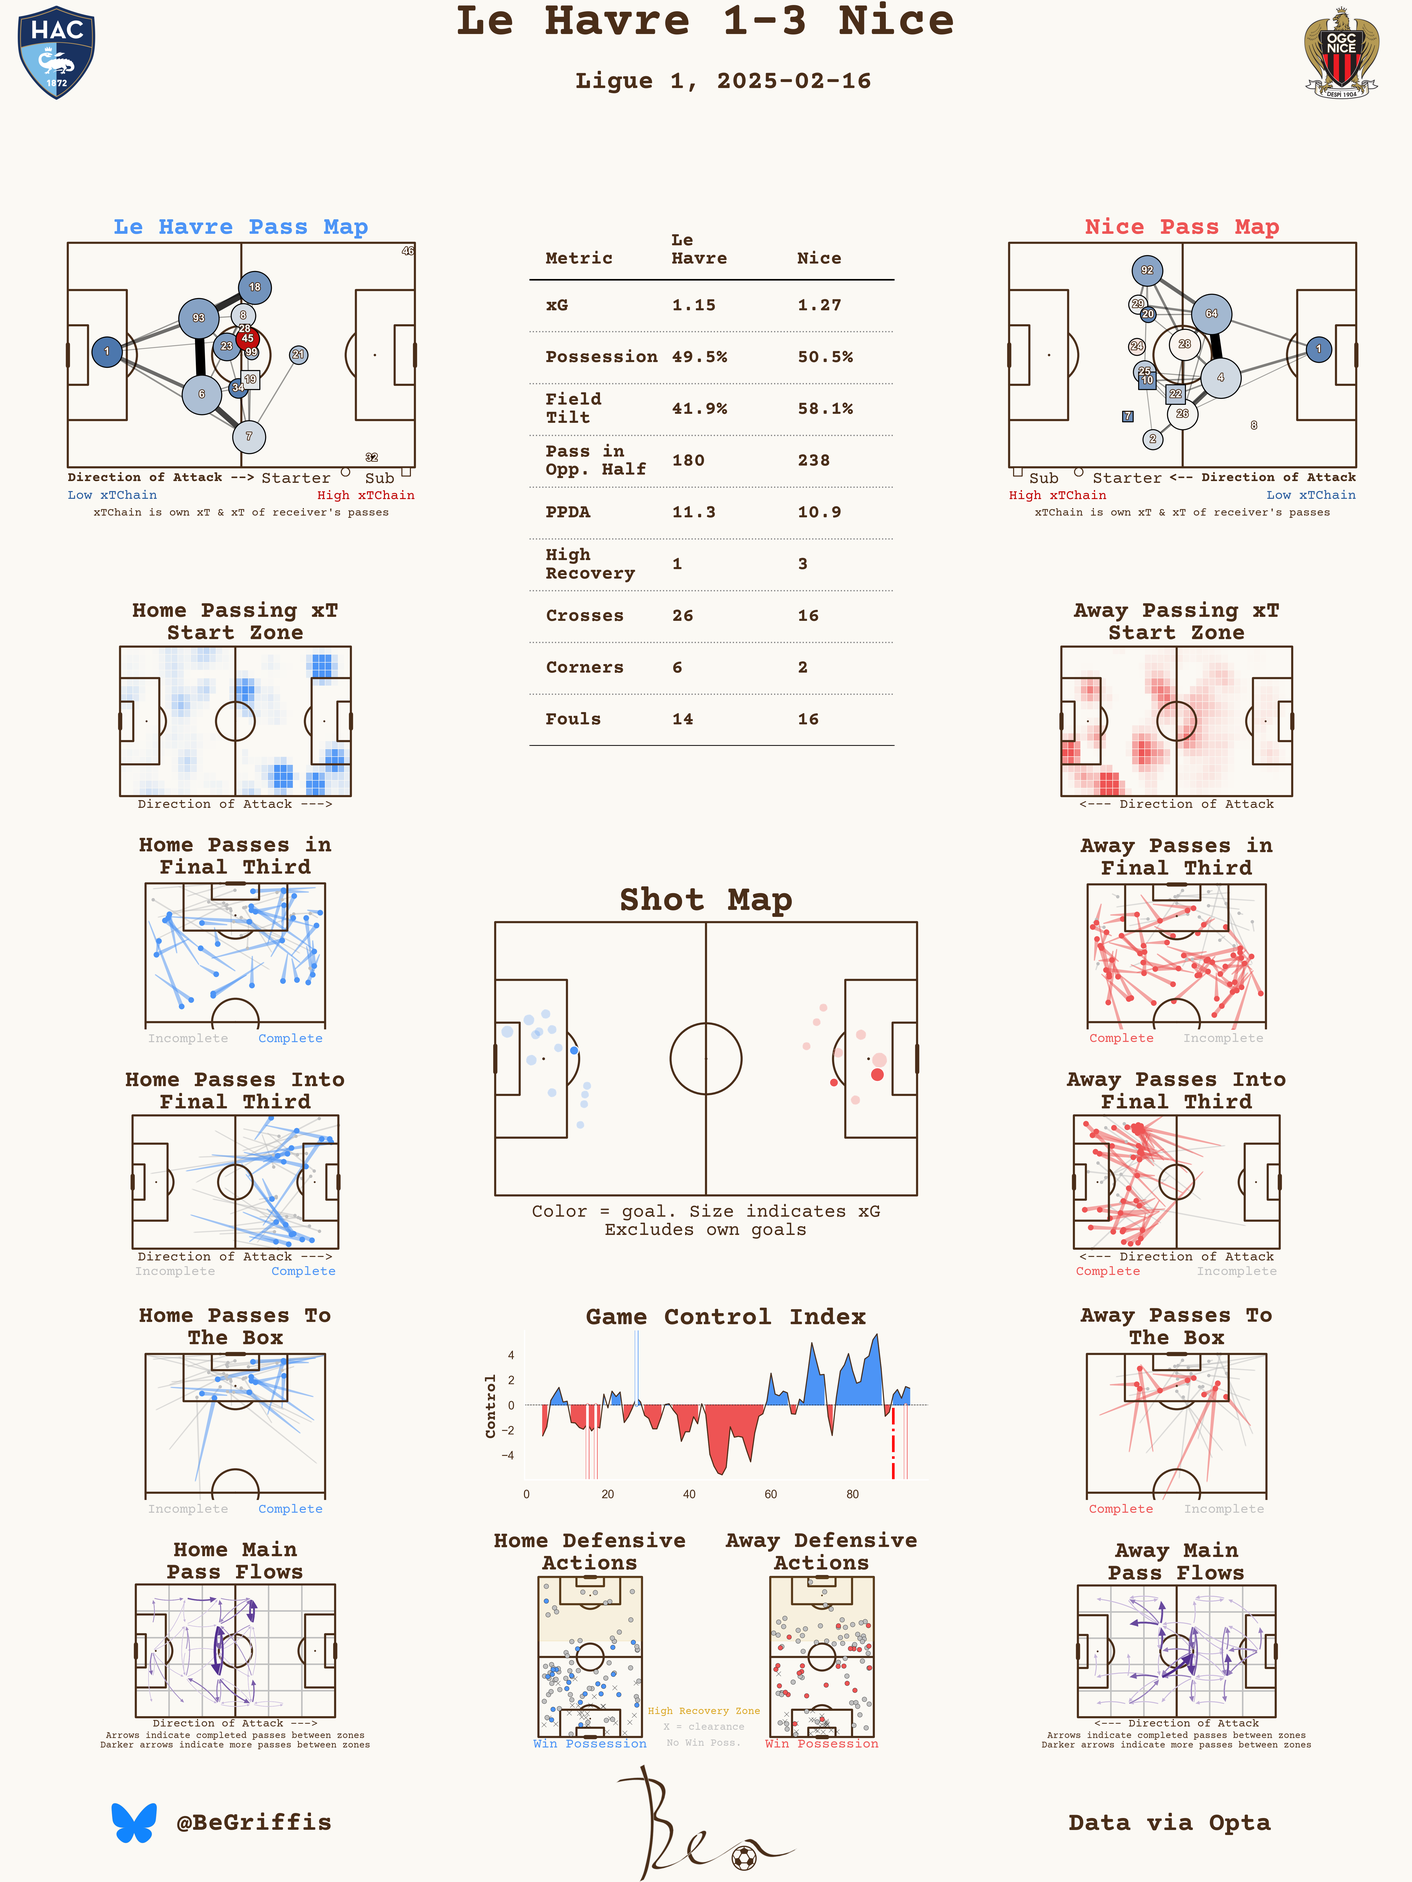 Le Havre 1-3 Nice
Ligue 1, 2025-02-16
HAC
1872
OGC
NICE
DESPI 1904
Le Havre Pass Map
46
18
93
8
28
45
1
23
99
21
19
34
6
7
32
Direction of Attack --> Starter Sub
Low xTChain High xTChain
xTChain is own xT & xT of receiver's passes
Metric Le Havre Nice
xG 1.15 1.27
Possession 49.5% 50.5%
Field Tilt 41.9% 58.1%
Pass in Opp. Half 180 238
PPDA 11.3 10.9
High Recovery 1 3
Crosses 26 16
Corners 6 2
Fouls 14 16
Nice Pass Map
92
29
20
64
24
28
1
25
10
4
22
7
26
8
2
Sub Starter <-- Direction of Attack
High xTChain Low xTChain
xTChain is own xT & xT of receiver's passes
Home Passing xT
Start Zone
Direction of Attack --->
Away Passing xT
Start Zone
<--- Direction of Attack
Home Passes in
Final Third
Incomplete Complete
Away Passes in
Final Third
Complete Incomplete
Shot Map
Color = goal. Size indicates xG
Excludes own goals
Home Passes Into
Final Third
Direction of Attack --->
Incomplete Complete
Away Passes Into
Final Third
<--- Direction of Attack
Complete Incomplete
Home Passes To
The Box
Incomplete Complete
Game Control Index
Control
4
2
0
−2
−4
0 20 40 60 80
Away Passes To
The Box
Complete Incomplete
Home Main
Pass Flows
Direction of Attack --->
Arrows indicate completed passes between zones
Darker arrows indicate more passes between zones
Home Defensive
Actions
Win Possession
High Recovery Zone
X = clearance
No Win Poss.
Away Defensive
Actions
Win Possession
Away Main
Pass Flows
<--- Direction of Attack
Arrows indicate completed passes between zones
Darker arrows indicate more passes between zones
@BeGriffis
Ben
Data via Opta